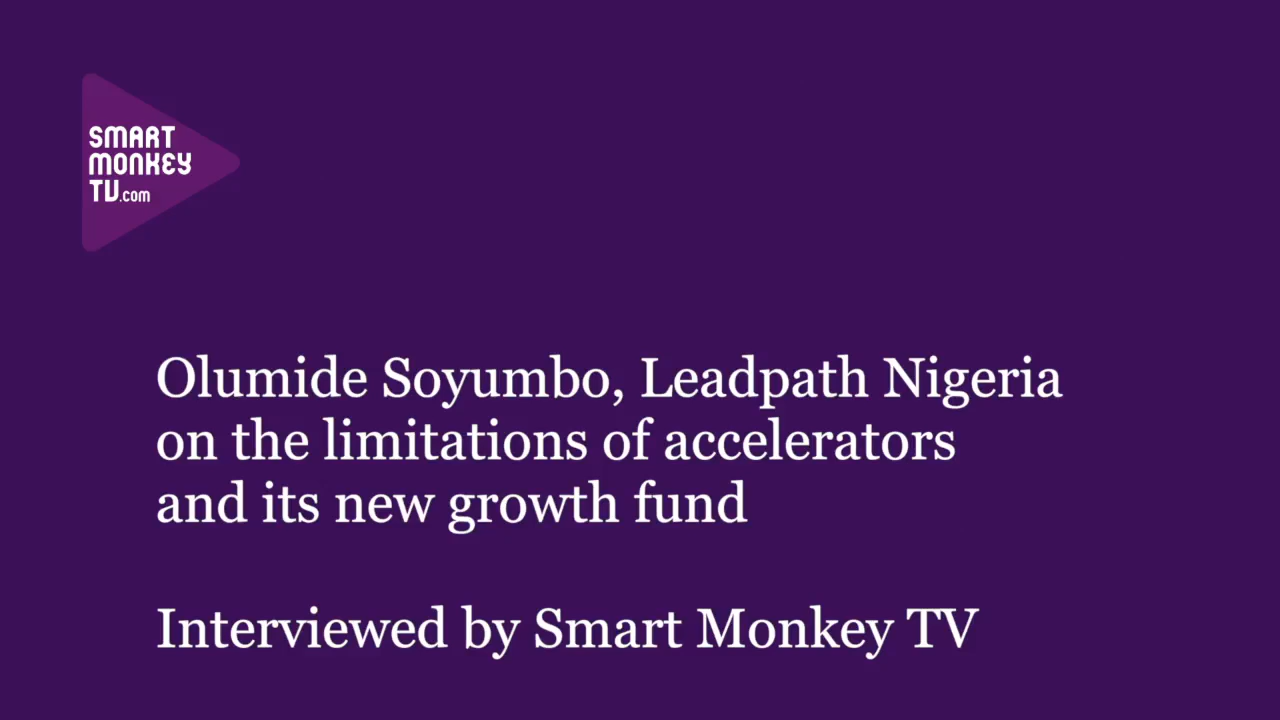 SMART
MONKEY
TV.com
Olumide Soyumbo, Leadpath Nigeria
on the limitations of accelerators
and its new growth fund
Interviewed by Smart Monkey TV